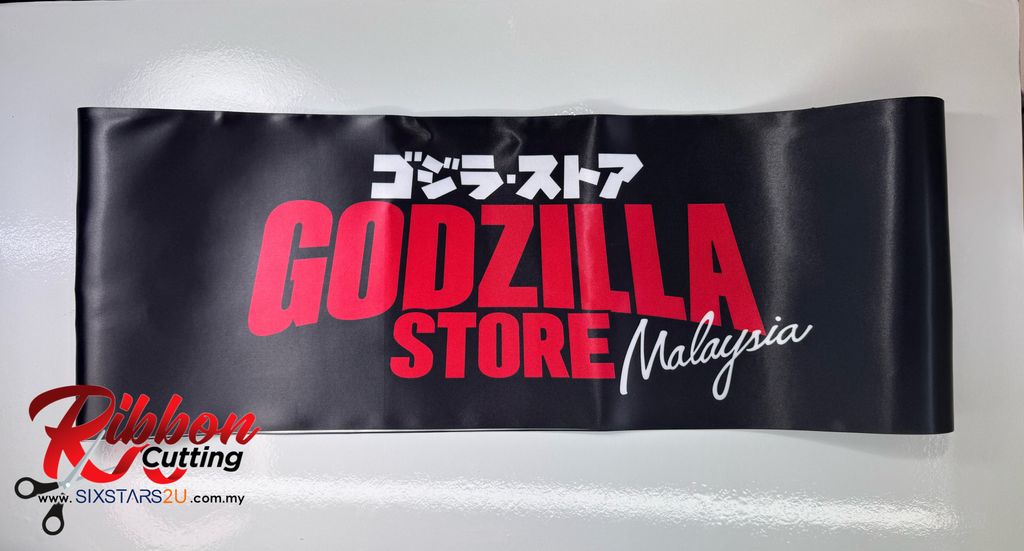 ゴジラ・ストア
GODZILLA
STORE Malaysia
Ribbon
Cutting
www.SIXSTARS2U.com.my